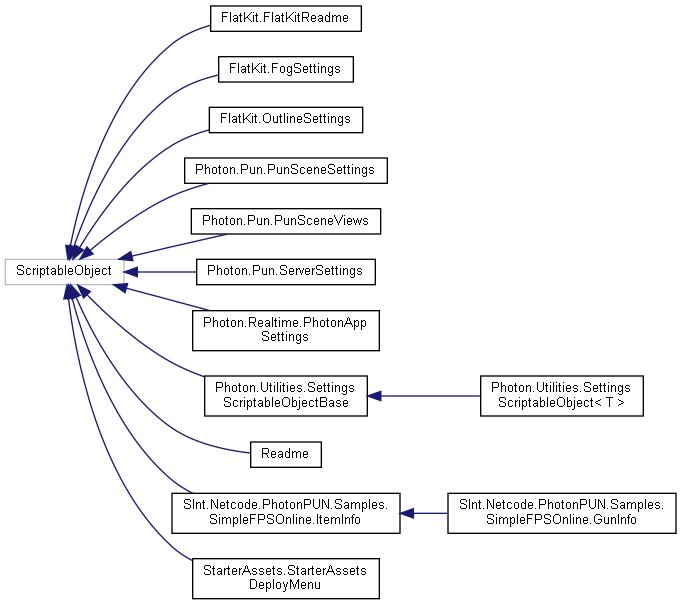 FlatKit.FlatKitReadme
FlatKit.FogSettings
FlatKit.OutlineSettings
Photon.Pun.PunSceneSettings
Photon.Pun.PunSceneViews
ScriptableObject
Photon.Pun.ServerSettings
Photon.Realtime.PhotonApp
Settings
Photon.Utilities.Settings
ScriptableObjectBase
Photon.Utilities.Settings
ScriptableObject< T >
Readme
SInt.Netcode.PhotonPUN.Samples.
SimpleFPSOnline.ItemInfo
SInt.Netcode.PhotonPUN.Samples.
SimpleFPSOnline.GunInfo
StarterAssets.StarterAssets
DeployMenu